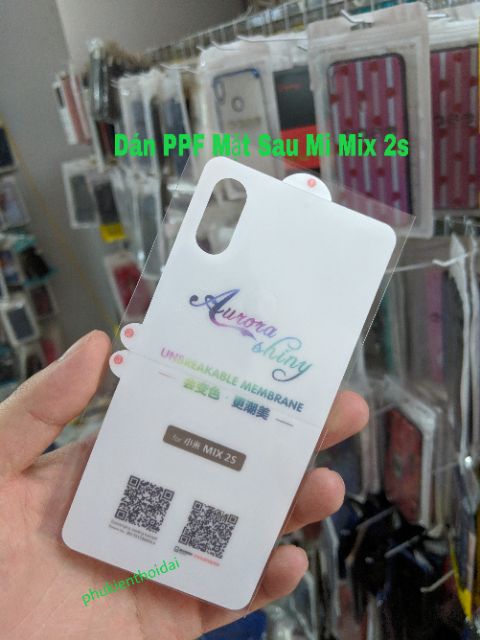 Dán PPF Mặt Sau Mi Mix 2s
Aurora
shiny
UNBREAKABLE MEMBRANE
会变色·更潮美
for 小米 MIX 2S
phukienthoidai